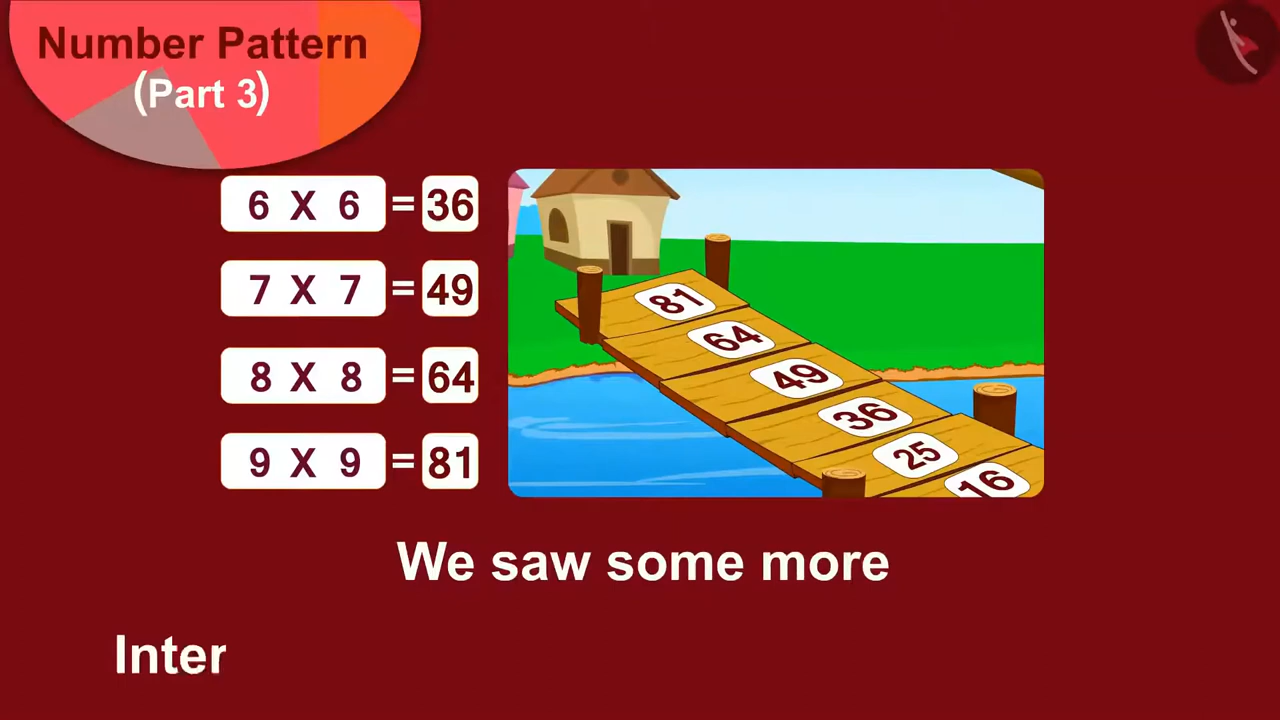 Number Pattern
(Part 3)
6 X 6 = 36
7 X 7 = 49
8 X 8 = 64
9 X 9 = 81
81
64
49
36
25
16
We saw some more
Inter